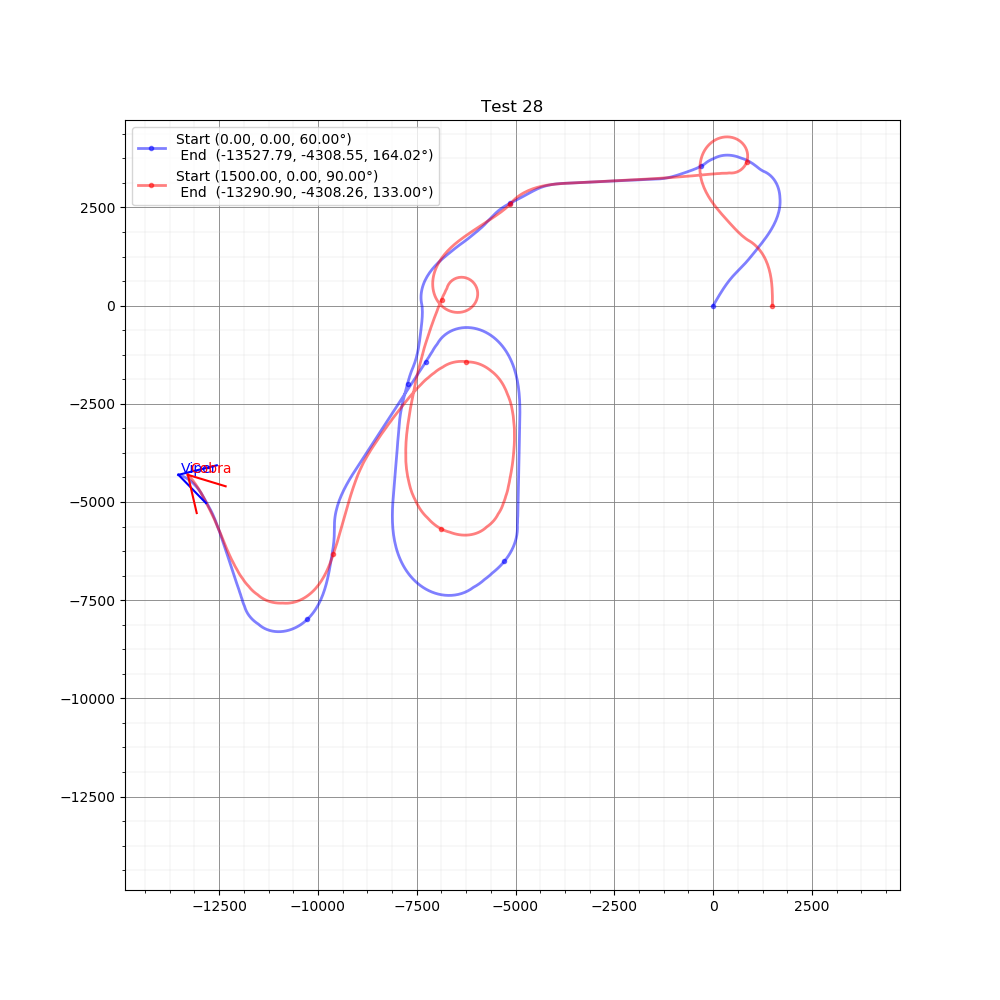 Test 28
Start (0.00, 0.00, 60.00°)
End (-13527.79, -4308.55, 164.02°)
Start (1500.00, 0.00, 90.00°)
End (-13290.90, -4308.26, 133.00°)
2500
0
−2500
−5000
−7500
−10000
−12500
−12500 −10000 −7500 −5000 −2500 0 2500